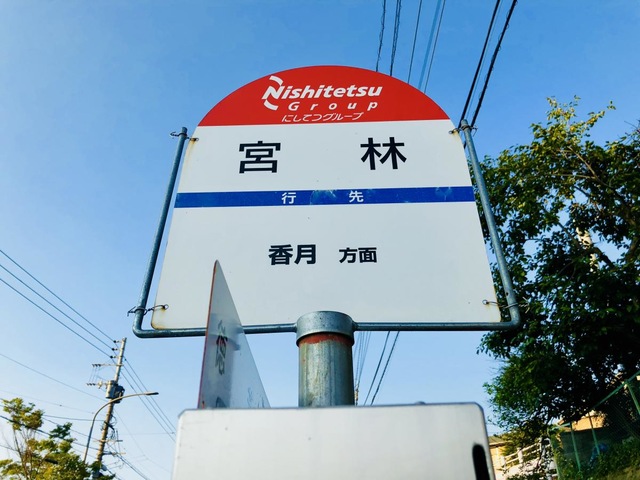 Nishitetsu
Group
にしてつグループ
宮 林
行 先
香月 方面